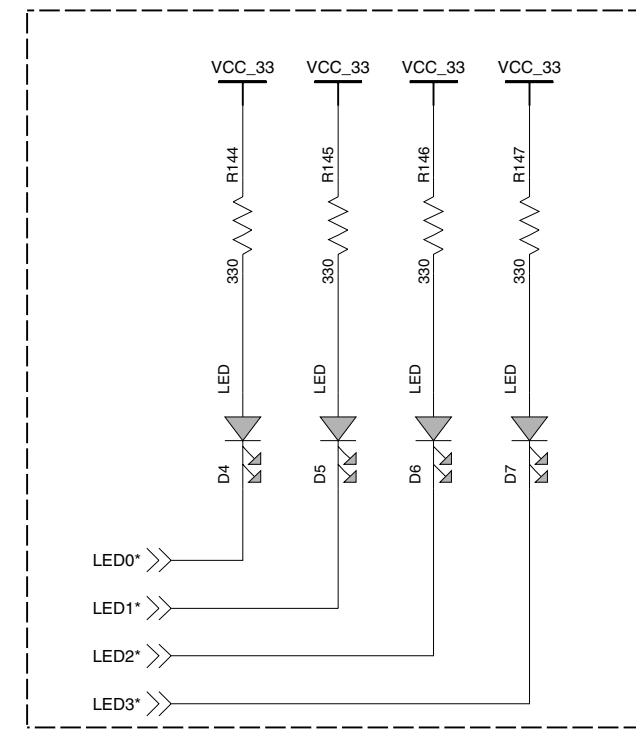 VCC_33 VCC_33 VCC_33 VCC_33
R144 R145 R146 R147
330 330 330 330
LED LED LED LED
D4 D5 D6 D7
LED0*
LED1*
LED2*
LED3*